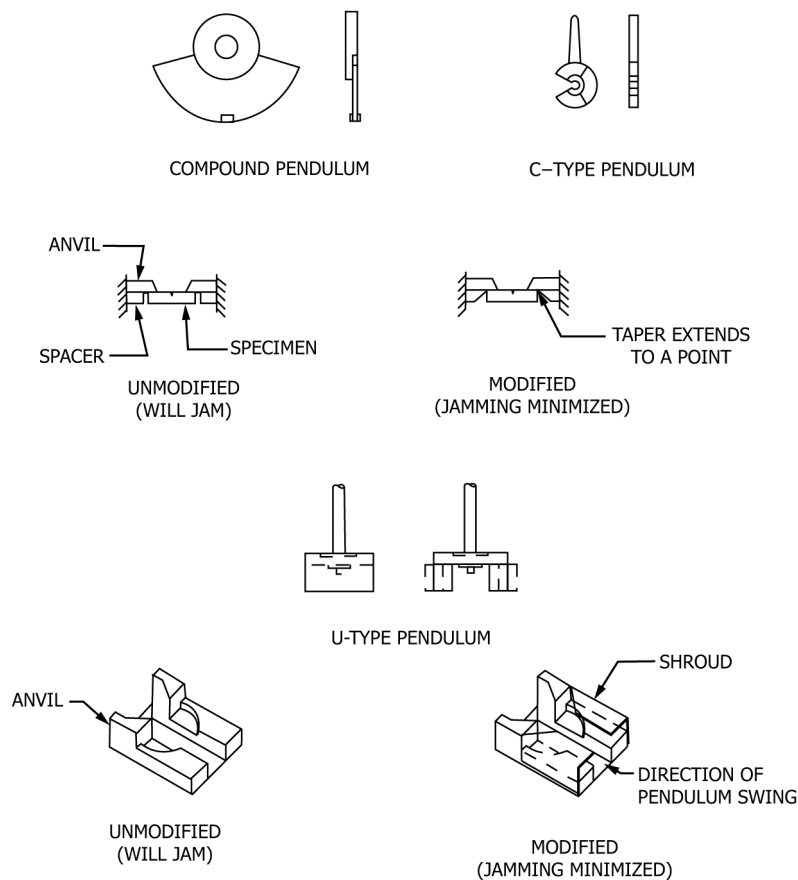 COMPOUND PENDULUM
C–TYPE PENDULUM
ANVIL
SPACER
SPECIMEN
UNMODIFIED
(WILL JAM)
TAPER EXTENDS
TO A POINT
MODIFIED
(JAMMING MINIMIZED)
U-TYPE PENDULUM
ANVIL
UNMODIFIED
(WILL JAM)
SHROUD
DIRECTION OF
PENDULUM SWING
MODIFIED
(JAMMING MINIMIZED)